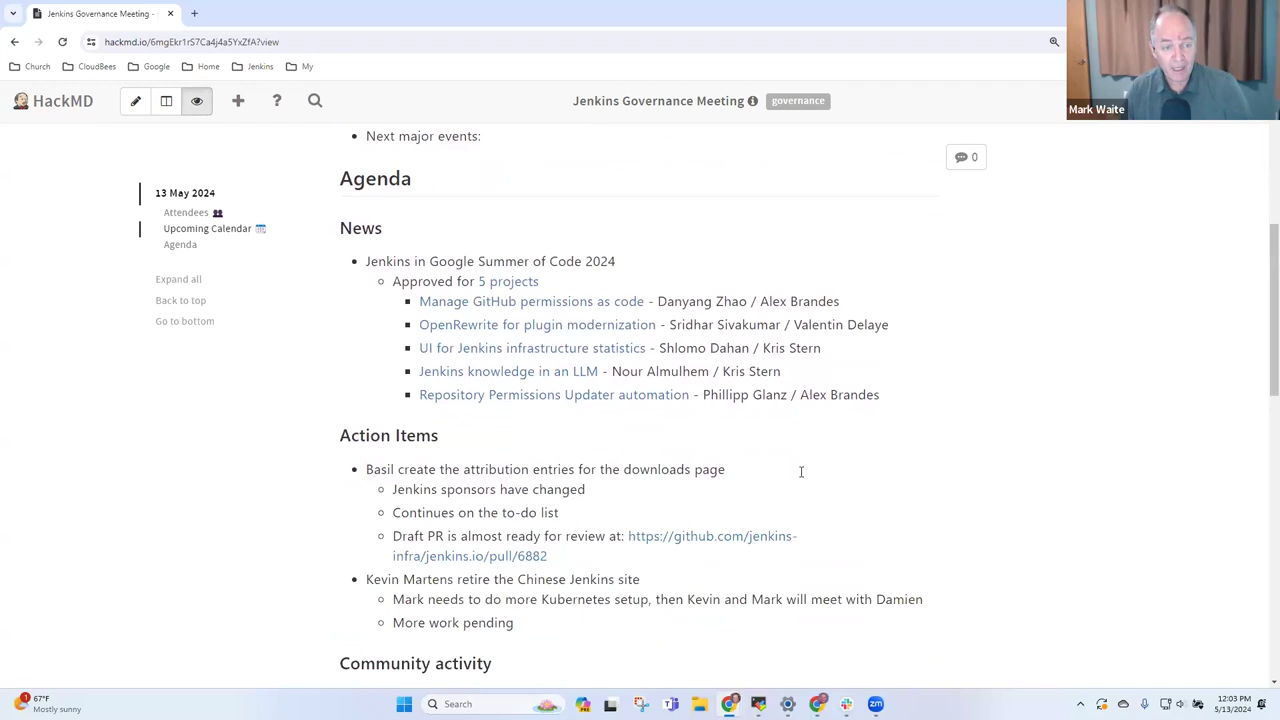 Jenkins Governance Meeting -
hackmd.io/6mgEkr1rS7Ca4j4a5YxZfA?view
Church
CloudBees
Google
Home
Jenkins
My
Mark Waite
HackMD
Jenkins Governance Meeting
governance
0
13 May 2024
Attendees
Upcoming Calendar
Agenda
Expand all
Back to top
Go to bottom
Next major events:
Agenda
News
Jenkins in Google Summer of Code 2024
Approved for 5 projects
Manage GitHub permissions as code - Danyang Zhao / Alex Brandes
OpenRewrite for plugin modernization - Sridhar Sivakumar / Valentin Delaye
UI for Jenkins infrastructure statistics - Shlomo Dahan / Kris Stern
Jenkins knowledge in an LLM - Nour Almulhem / Kris Stern
Repository Permissions Updater automation - Phillipp Glanz / Alex Brandes
Action Items
Basil create the attribution entries for the downloads page
Jenkins sponsors have changed
Continues on the to-do list
Draft PR is almost ready for review at: https://github.com/jenkins-
infra/jenkins.io/pull/6882
Kevin Martens retire the Chinese Jenkins site
Mark needs to do more Kubernetes setup, then Kevin and Mark will meet with Damien
More work pending
Community activity
1
67°F
Mostly sunny
Search
12:03 PM
5/13/2024